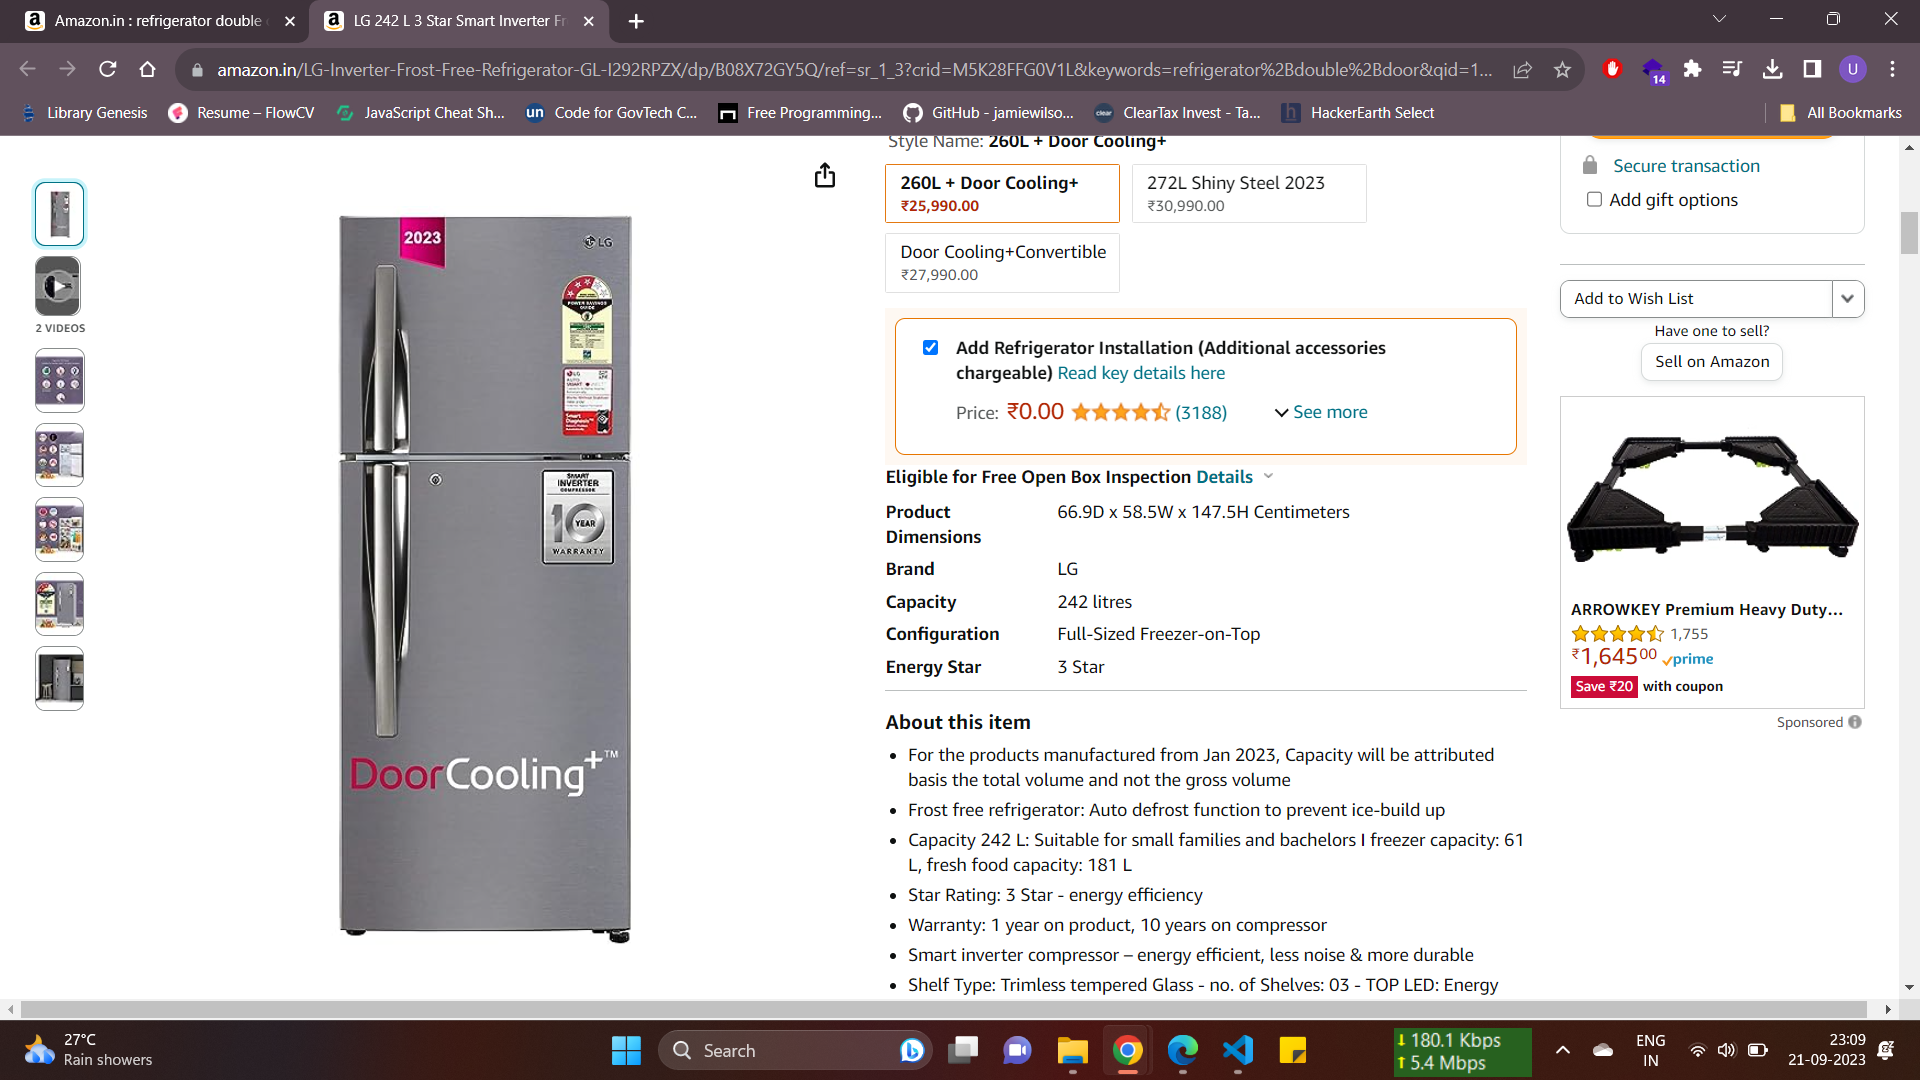 Amazon.in : refrigerator double
LG 242 L 3 Star Smart Inverter Fr
amazon.in/LG-Inverter-Frost-Free-Refrigerator-GL-I292RPZX/dp/B08X72GY5Q/ref=sr_1_3?crid=M5K28FFG0V1L&keywords=refrigerator%2Bdouble%2Bdoor&qid=1...
14
U
Library Genesis
Resume – FlowCV
JavaScript Cheat Sh...
un
Code for GovTech C...
Free Programming...
GitHub - jamiewilso...
clear
ClearTax Invest - Ta...
h
HackerEarth Select
All Bookmarks
Style Name: 260L + Door Cooling+
260L + Door Cooling+
₹25,990.00
272L Shiny Steel 2023
₹30,990.00
Door Cooling+Convertible
₹27,990.00
Add Refrigerator Installation (Additional accessories
chargeable) Read key details here
Price: ₹0.00 (3188) See more
Eligible for Free Open Box Inspection Details
Product Dimensions 66.9D x 58.5W x 147.5H Centimeters
Brand LG
Capacity 242 litres
Configuration Full-Sized Freezer-on-Top
Energy Star 3 Star
About this item
• For the products manufactured from Jan 2023, Capacity will be attributed
basis the total volume and not the gross volume
• Frost free refrigerator: Auto defrost function to prevent ice-build up
• Capacity 242 L: Suitable for small families and bachelors I freezer capacity: 61
L, fresh food capacity: 181 L
• Star Rating: 3 Star - energy efficiency
• Warranty: 1 year on product, 10 years on compressor
• Smart inverter compressor – energy efficient, less noise & more durable
• Shelf Type: Trimless tempered Glass - no. of Shelves: 03 - TOP LED: Energy
2 VIDEOS
2023
LG
POWER SAVINGS
GUIDE
LG
Smart
Diagnosis
SMART
INVERTER
COMPRESSOR
10 YEAR
WARRANTY
DoorCooling+™
Secure transaction
Add gift options
Add to Wish List
Have one to sell?
Sell on Amazon
ARROWKEY Premium Heavy Duty...
1,755
₹1,64500 prime
Save ₹20 with coupon
Sponsored
27°C
Rain showers
Search
180.1 Kbps
5.4 Mbps
ENG
IN
23:09
21-09-2023